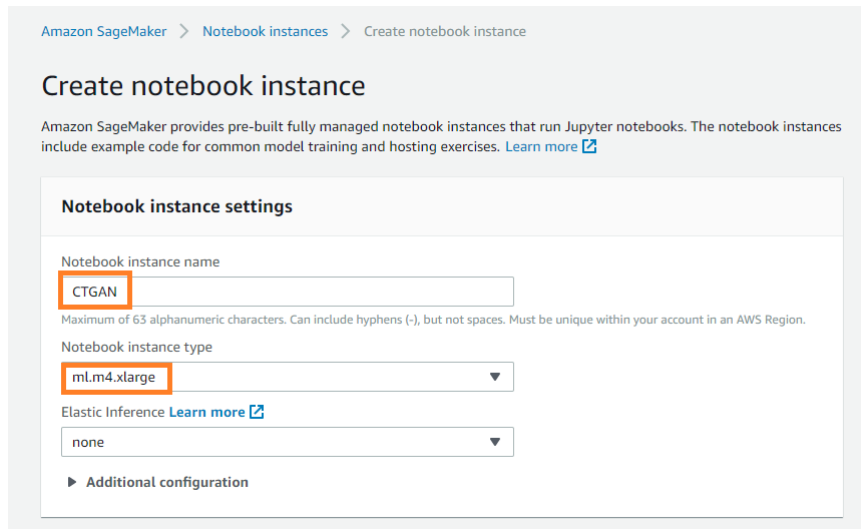 Amazon SageMaker > Notebook instances > Create notebook instance
Create notebook instance
Amazon SageMaker provides pre-built fully managed notebook instances that run Jupyter notebooks. The notebook instances
include example code for common model training and hosting exercises. Learn more
Notebook instance settings
Notebook instance name
CTGAN
Maximum of 63 alphanumeric characters. Can include hyphens (-), but not spaces. Must be unique within your account in an AWS Region.
Notebook instance type
ml.m4.xlarge
Elastic Inference Learn more
none
Additional configuration